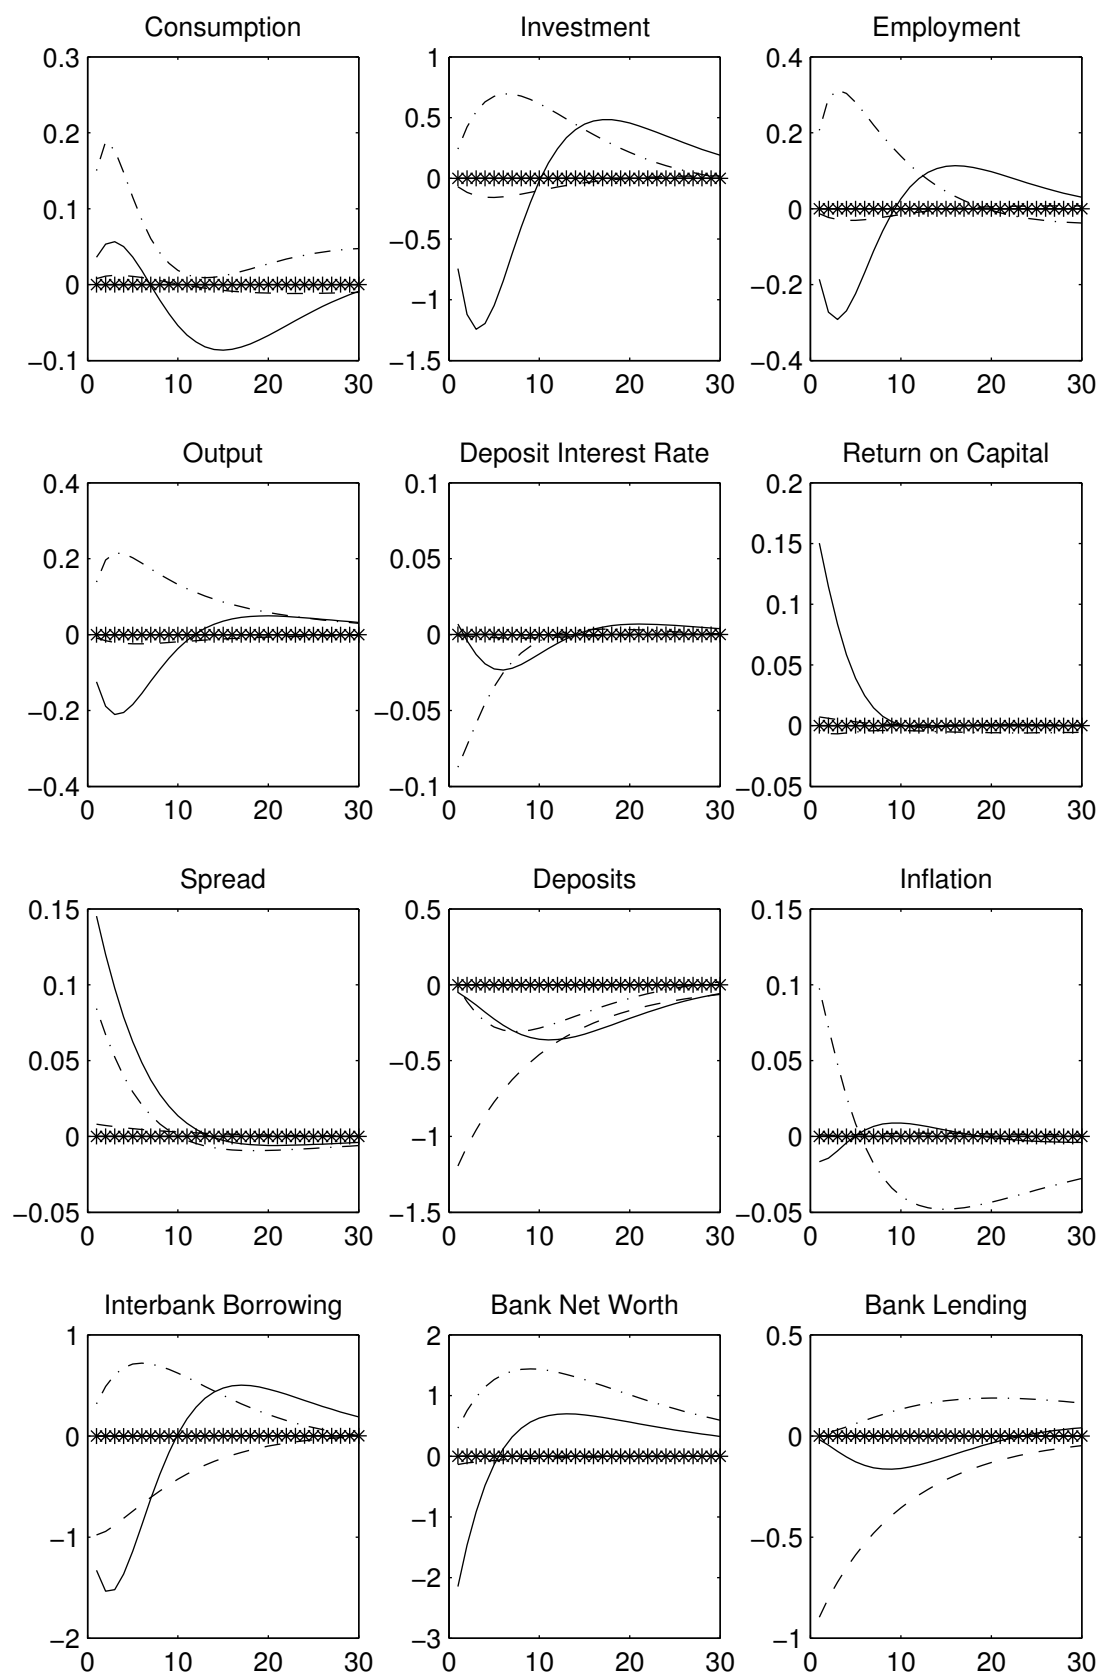 Consumption Investment Employment
0.3 1 0.4
0.2 0.5 0.2
0.1 0 0
0 −0.5 −0.2
−0.1 −1 −0.4
−1.5
0 10 20 30 0 10 20 30 0 10 20 30
Output Deposit Interest Rate Return on Capital
0.4 0.1 0.2
0.2 0.05 0.15
0 0 0.1
−0.2 −0.05 0.05
−0.4 −0.1 0
−0.05
0 10 20 30 0 10 20 30 0 10 20 30
Spread Deposits Inflation
0.15 0.5 0.15
0.1 0 0.1
0.05 −0.5 0.05
0 −1 0
−0.05 −1.5 −0.05
0 10 20 30 0 10 20 30 0 10 20 30
Interbank Borrowing Bank Net Worth Bank Lending
1 2 0.5
0 1 0
−1 0 −0.5
−2 −1 −1
−2
−3
0 10 20 30 0 10 20 30 0 10 20 30